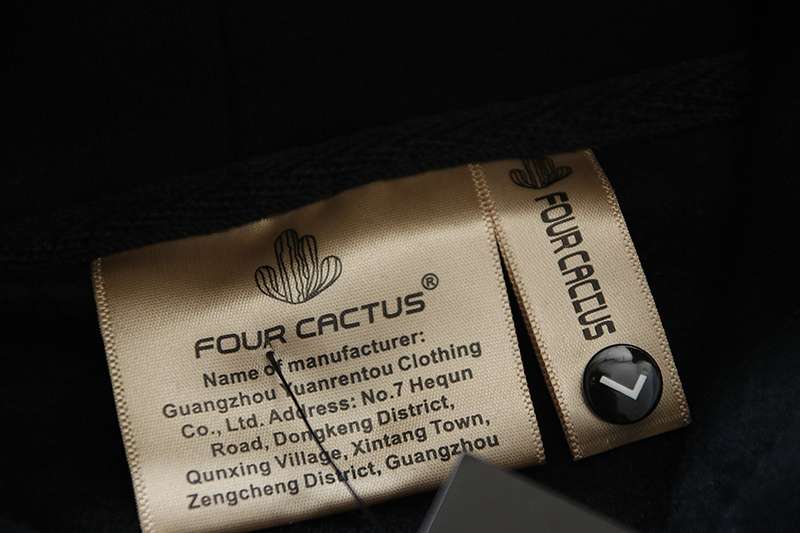 FOUR CACTUS®
Name of manufacturer:
Guangzhou Yuanrentou Clothing
Co., Ltd. Address: No.7 Hequn
Road, Dongkeng District,
Qunxing Village, Xintang Town,
Zengcheng District, Guangzhou
FOUR CACCUS